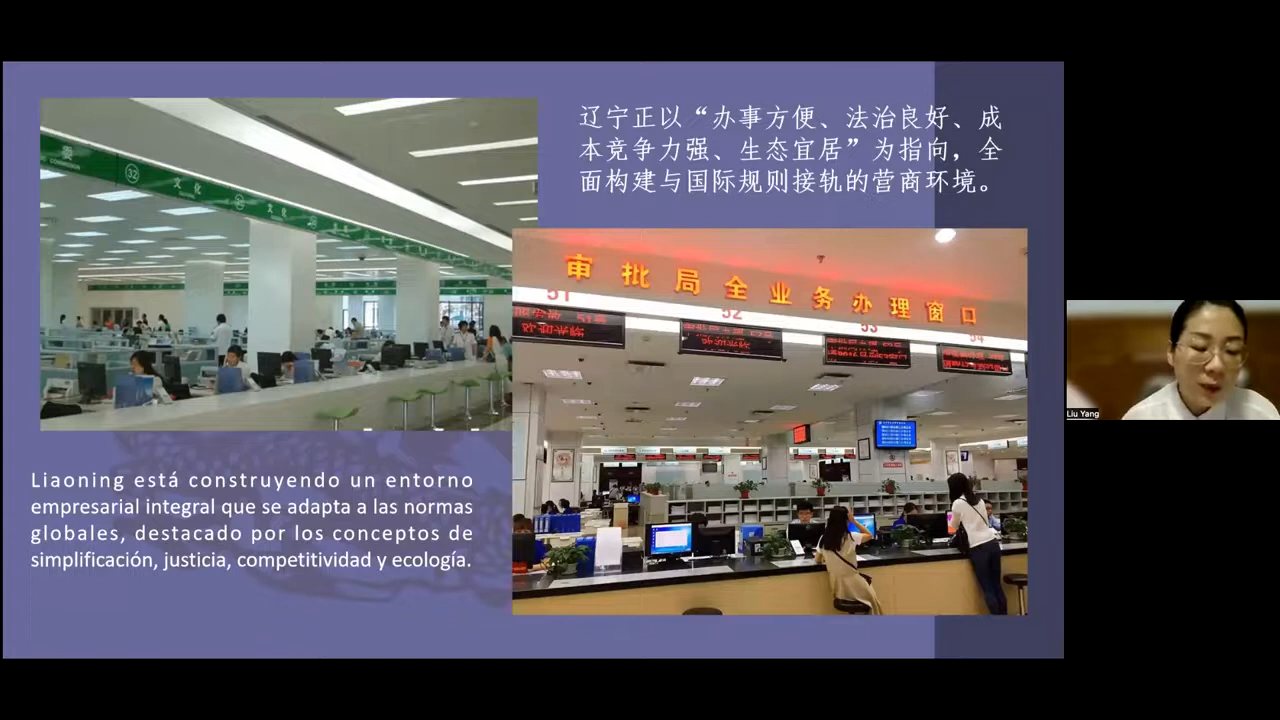 辽宁正以“办事方便、法治良好、成
本竞争力强、生态宜居”为指向，全
面构建与国际规则接轨的营商环境。
32
文化
文化
审批局全业务办理窗口
51
52
53
54
Liu Yang
Liaoning está construyendo un entorno
empresarial integral que se adapta a las normas
globales, destacado por los conceptos de
simplificación, justicia, competitividad y ecología.